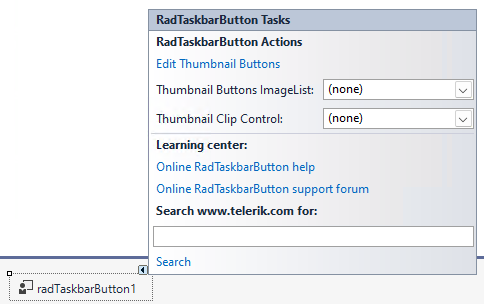 RadTaskbarButton Tasks
RadTaskbarButton Actions
Edit Thumbnail Buttons
Thumbnail Buttons ImageList: (none)
Thumbnail Clip Control: (none)
Learning center:
Online RadTaskbarButton help
Online RadTaskbarButton support forum
Search www.telerik.com for:
Search
radTaskbarButton1